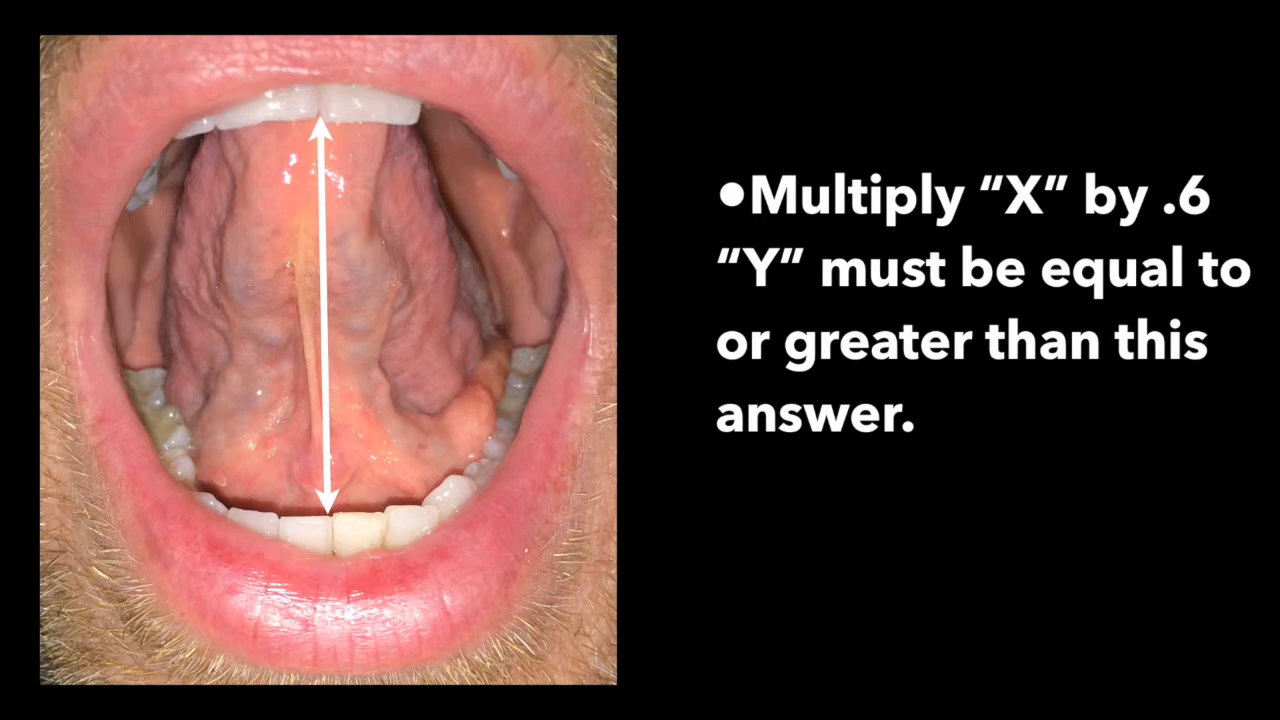 •Multiply “X” by .6
“Y” must be equal to
or greater than this
answer.